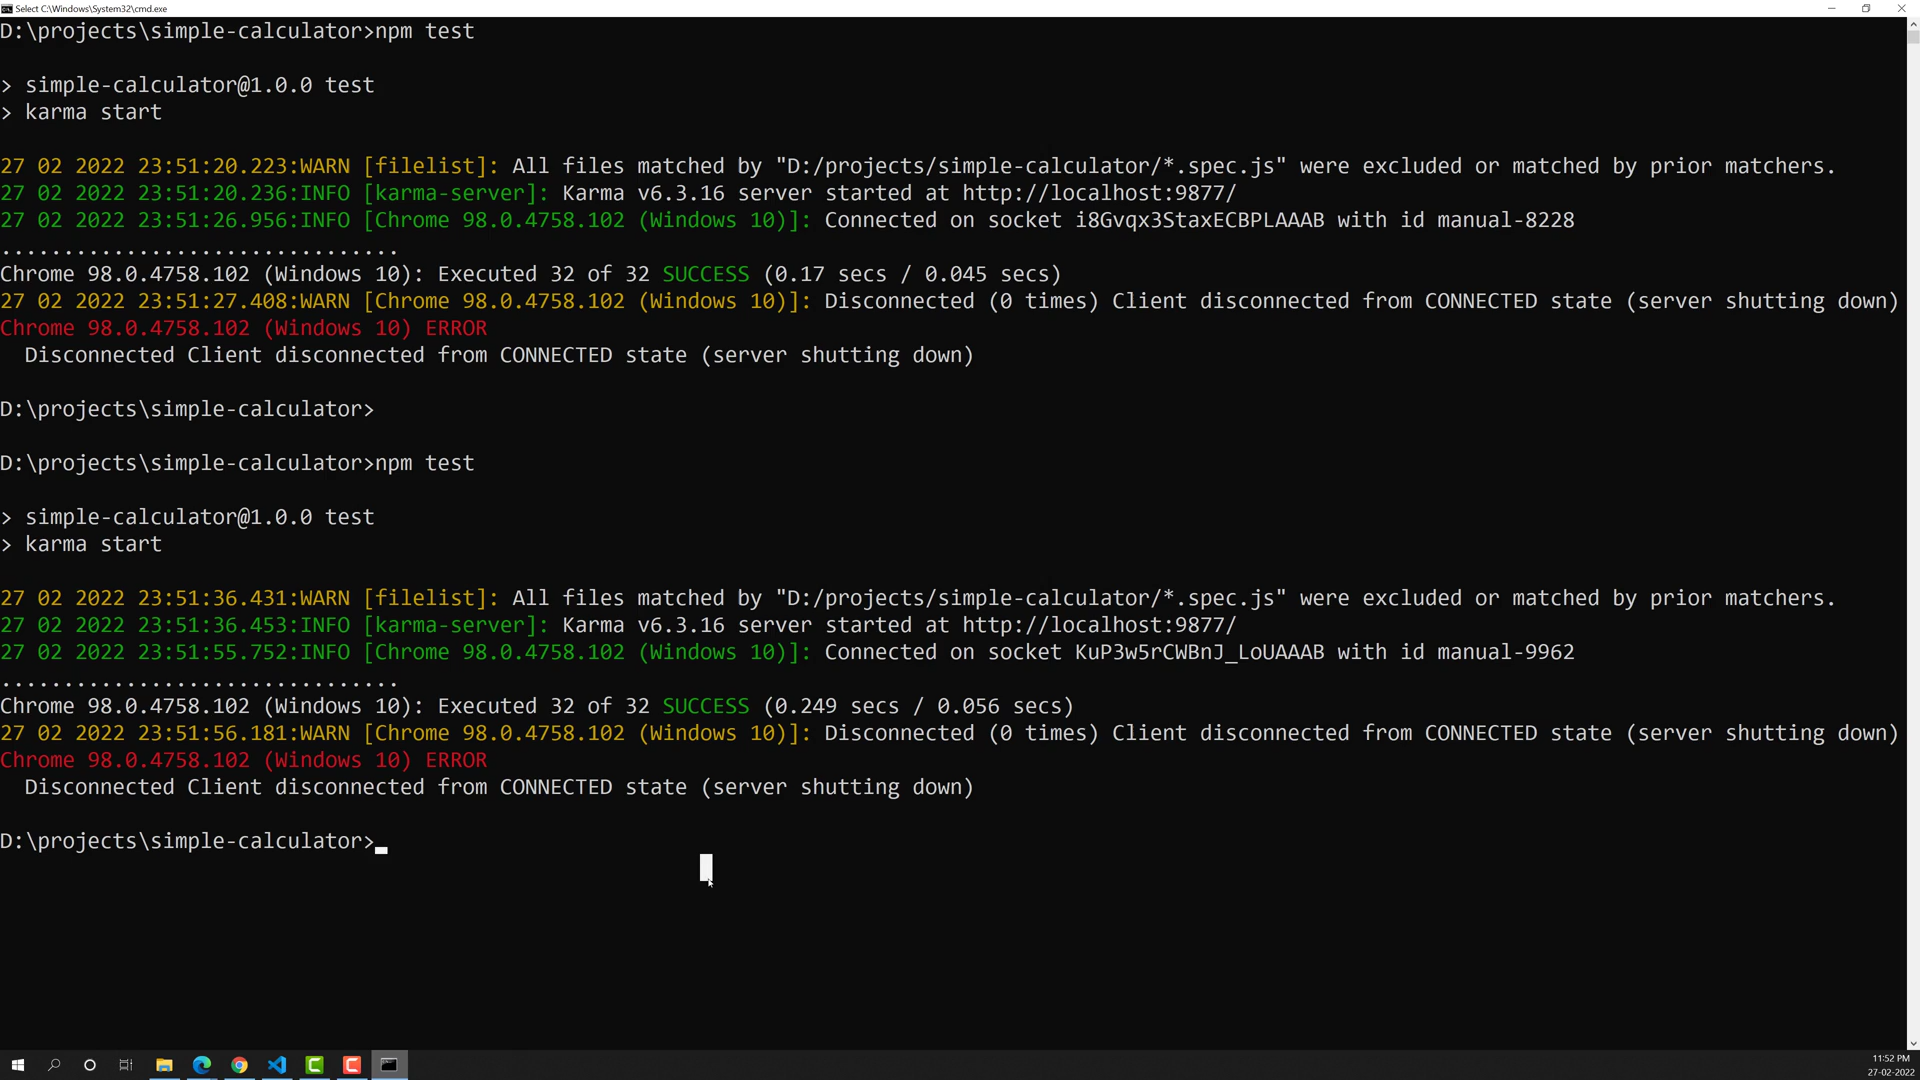 Select C:\Windows\System32\cmd.exe
D:\projects\simple-calculator>npm test
> simple-calculator@1.0.0 test
> karma start
27 02 2022 23:51:20.223:WARN [filelist]: All files matched by "D:/projects/simple-calculator/*.spec.js" were excluded or matched by prior matchers.
27 02 2022 23:51:20.236:INFO [karma-server]: Karma v6.3.16 server started at http://localhost:9877/
27 02 2022 23:51:26.956:INFO [Chrome 98.0.4758.102 (Windows 10)]: Connected on socket i8Gvqx3StaxECBPLAAAB with id manual-8228
................................
Chrome 98.0.4758.102 (Windows 10): Executed 32 of 32 SUCCESS (0.17 secs / 0.045 secs)
27 02 2022 23:51:27.408:WARN [Chrome 98.0.4758.102 (Windows 10)]: Disconnected (0 times) Client disconnected from CONNECTED state (server shutting down)
Chrome 98.0.4758.102 (Windows 10) ERROR
Disconnected Client disconnected from CONNECTED state (server shutting down)
D:\projects\simple-calculator>
D:\projects\simple-calculator>npm test
> simple-calculator@1.0.0 test
> karma start
27 02 2022 23:51:36.431:WARN [filelist]: All files matched by "D:/projects/simple-calculator/*.spec.js" were excluded or matched by prior matchers.
27 02 2022 23:51:36.453:INFO [karma-server]: Karma v6.3.16 server started at http://localhost:9877/
27 02 2022 23:51:55.752:INFO [Chrome 98.0.4758.102 (Windows 10)]: Connected on socket KuP3w5rCWBnJ_LoUAAAB with id manual-9962
................................
Chrome 98.0.4758.102 (Windows 10): Executed 32 of 32 SUCCESS (0.249 secs / 0.056 secs)
27 02 2022 23:51:56.181:WARN [Chrome 98.0.4758.102 (Windows 10)]: Disconnected (0 times) Client disconnected from CONNECTED state (server shutting down)
Chrome 98.0.4758.102 (Windows 10) ERROR
Disconnected Client disconnected from CONNECTED state (server shutting down)
D:\projects\simple-calculator>
11:52 PM
27-02-2022